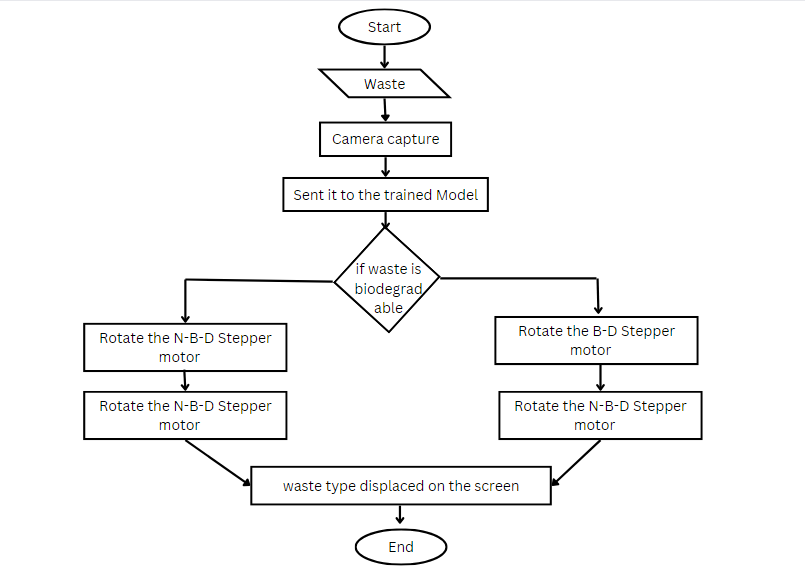 Start
Waste
Camera capture
Sent it to the trained Model
if waste is
biodegrad
able
Rotate the N-B-D Stepper
motor
Rotate the B-D Stepper
motor
Rotate the N-B-D Stepper
motor
Rotate the N-B-D Stepper
motor
waste type displaced on the screen
End